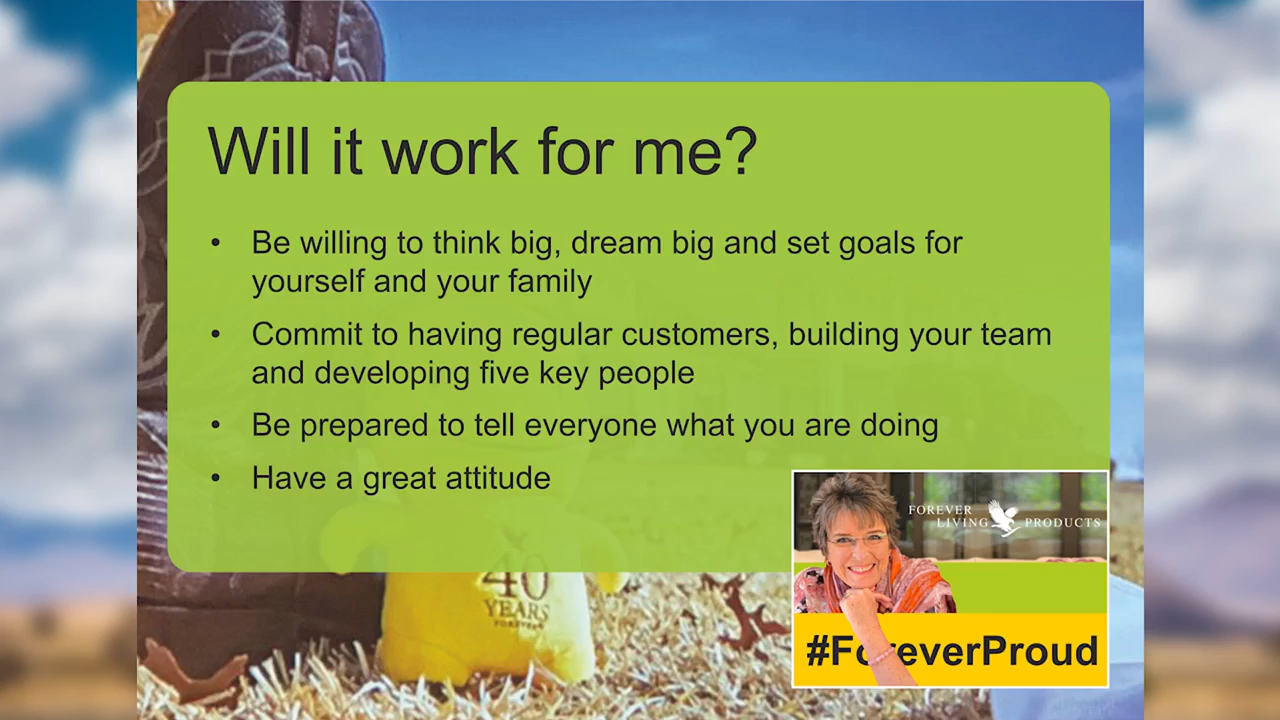 Will it work for me?
• Be willing to think big, dream big and set goals for
yourself and your family
• Commit to having regular customers, building your team
and developing five key people
• Be prepared to tell everyone what you are doing
• Have a great attitude
40
YEARS
FOREVER
FOREVER
LIVING PRODUCTS
#ForeverProud